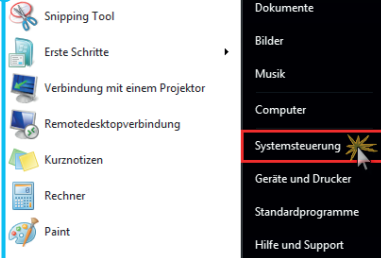 Snipping Tool
Erste Schritte
Verbindung mit einem Projektor
Remotedesktopverbindung
Kurznotizen
Rechner
Paint
Dokumente
Bilder
Musik
Computer
Systemsteuerung
Geräte und Drucker
Standardprogramme
Hilfe und Support